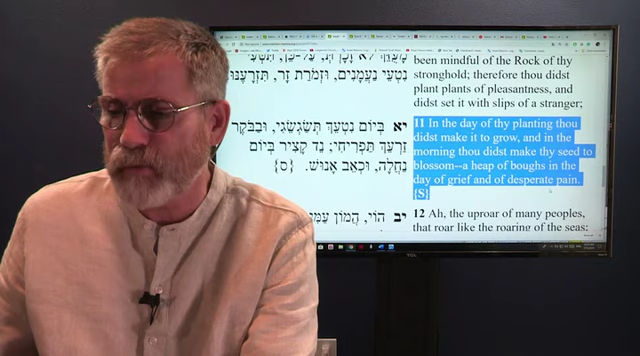 נִטְעֵי נַעֲמָנִים, וּזְמֹרַת זָר, תִּזְרָעֶנּוּ
יא בְּיוֹם נִטְעֵךְ תְּשַׂגְשֵׂגִי, וּבַבֹּקֶר
זַרְעֵךְ תַּפְרִיחִי; נֵד קָצִיר בְּיוֹם
נַחֲלָה, וּכְאֵב אָנוּשׁ. {ס}
יב הוֹי, הֲמוֹן
been mindful of the Rock of thy
stronghold; therefore thou didst
plant plants of pleasantness, and
didst set it with slips of a stranger;
11 In the day of thy planting thou
didst make it to grow, and in the
morning thou didst make thy seed to
blossom--a heap of boughs in the
day of grief and of desperate pain.
{S}
12 Ah, the uproar of many peoples,
that roar like the roaring of the seas;
TCL